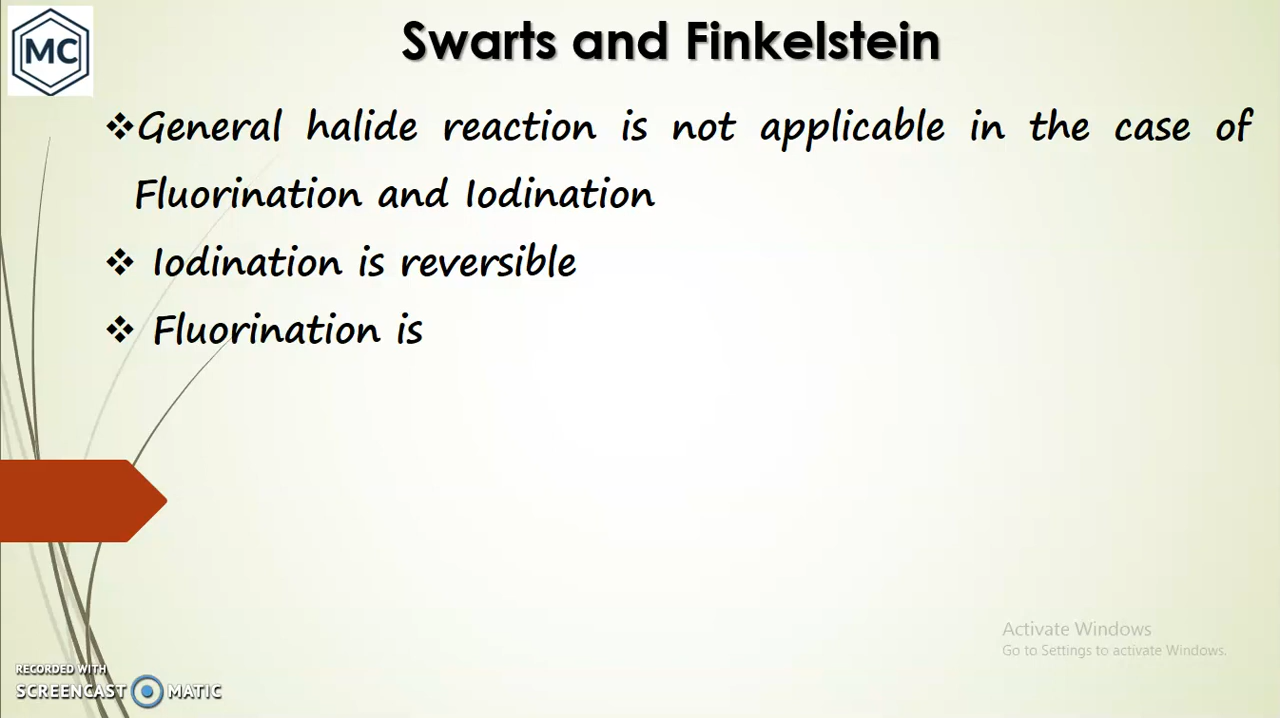 MC
Swarts and Finkelstein
❖General halide reaction is not applicable in the case of
Fluorination and Iodination
❖ Iodination is reversible
❖ Fluorination is
Activate Windows
Go to Settings to activate Windows.
RECORDED WITH
SCREENCAST MATIC